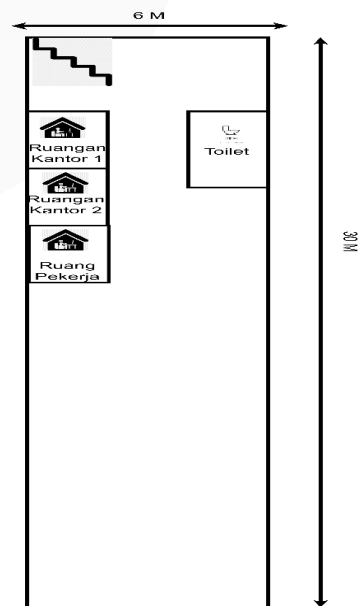 6 M
Ruangan
Kantor 1
Toilet
Ruangan
Kantor 2
Ruang
Pekerja
30 M